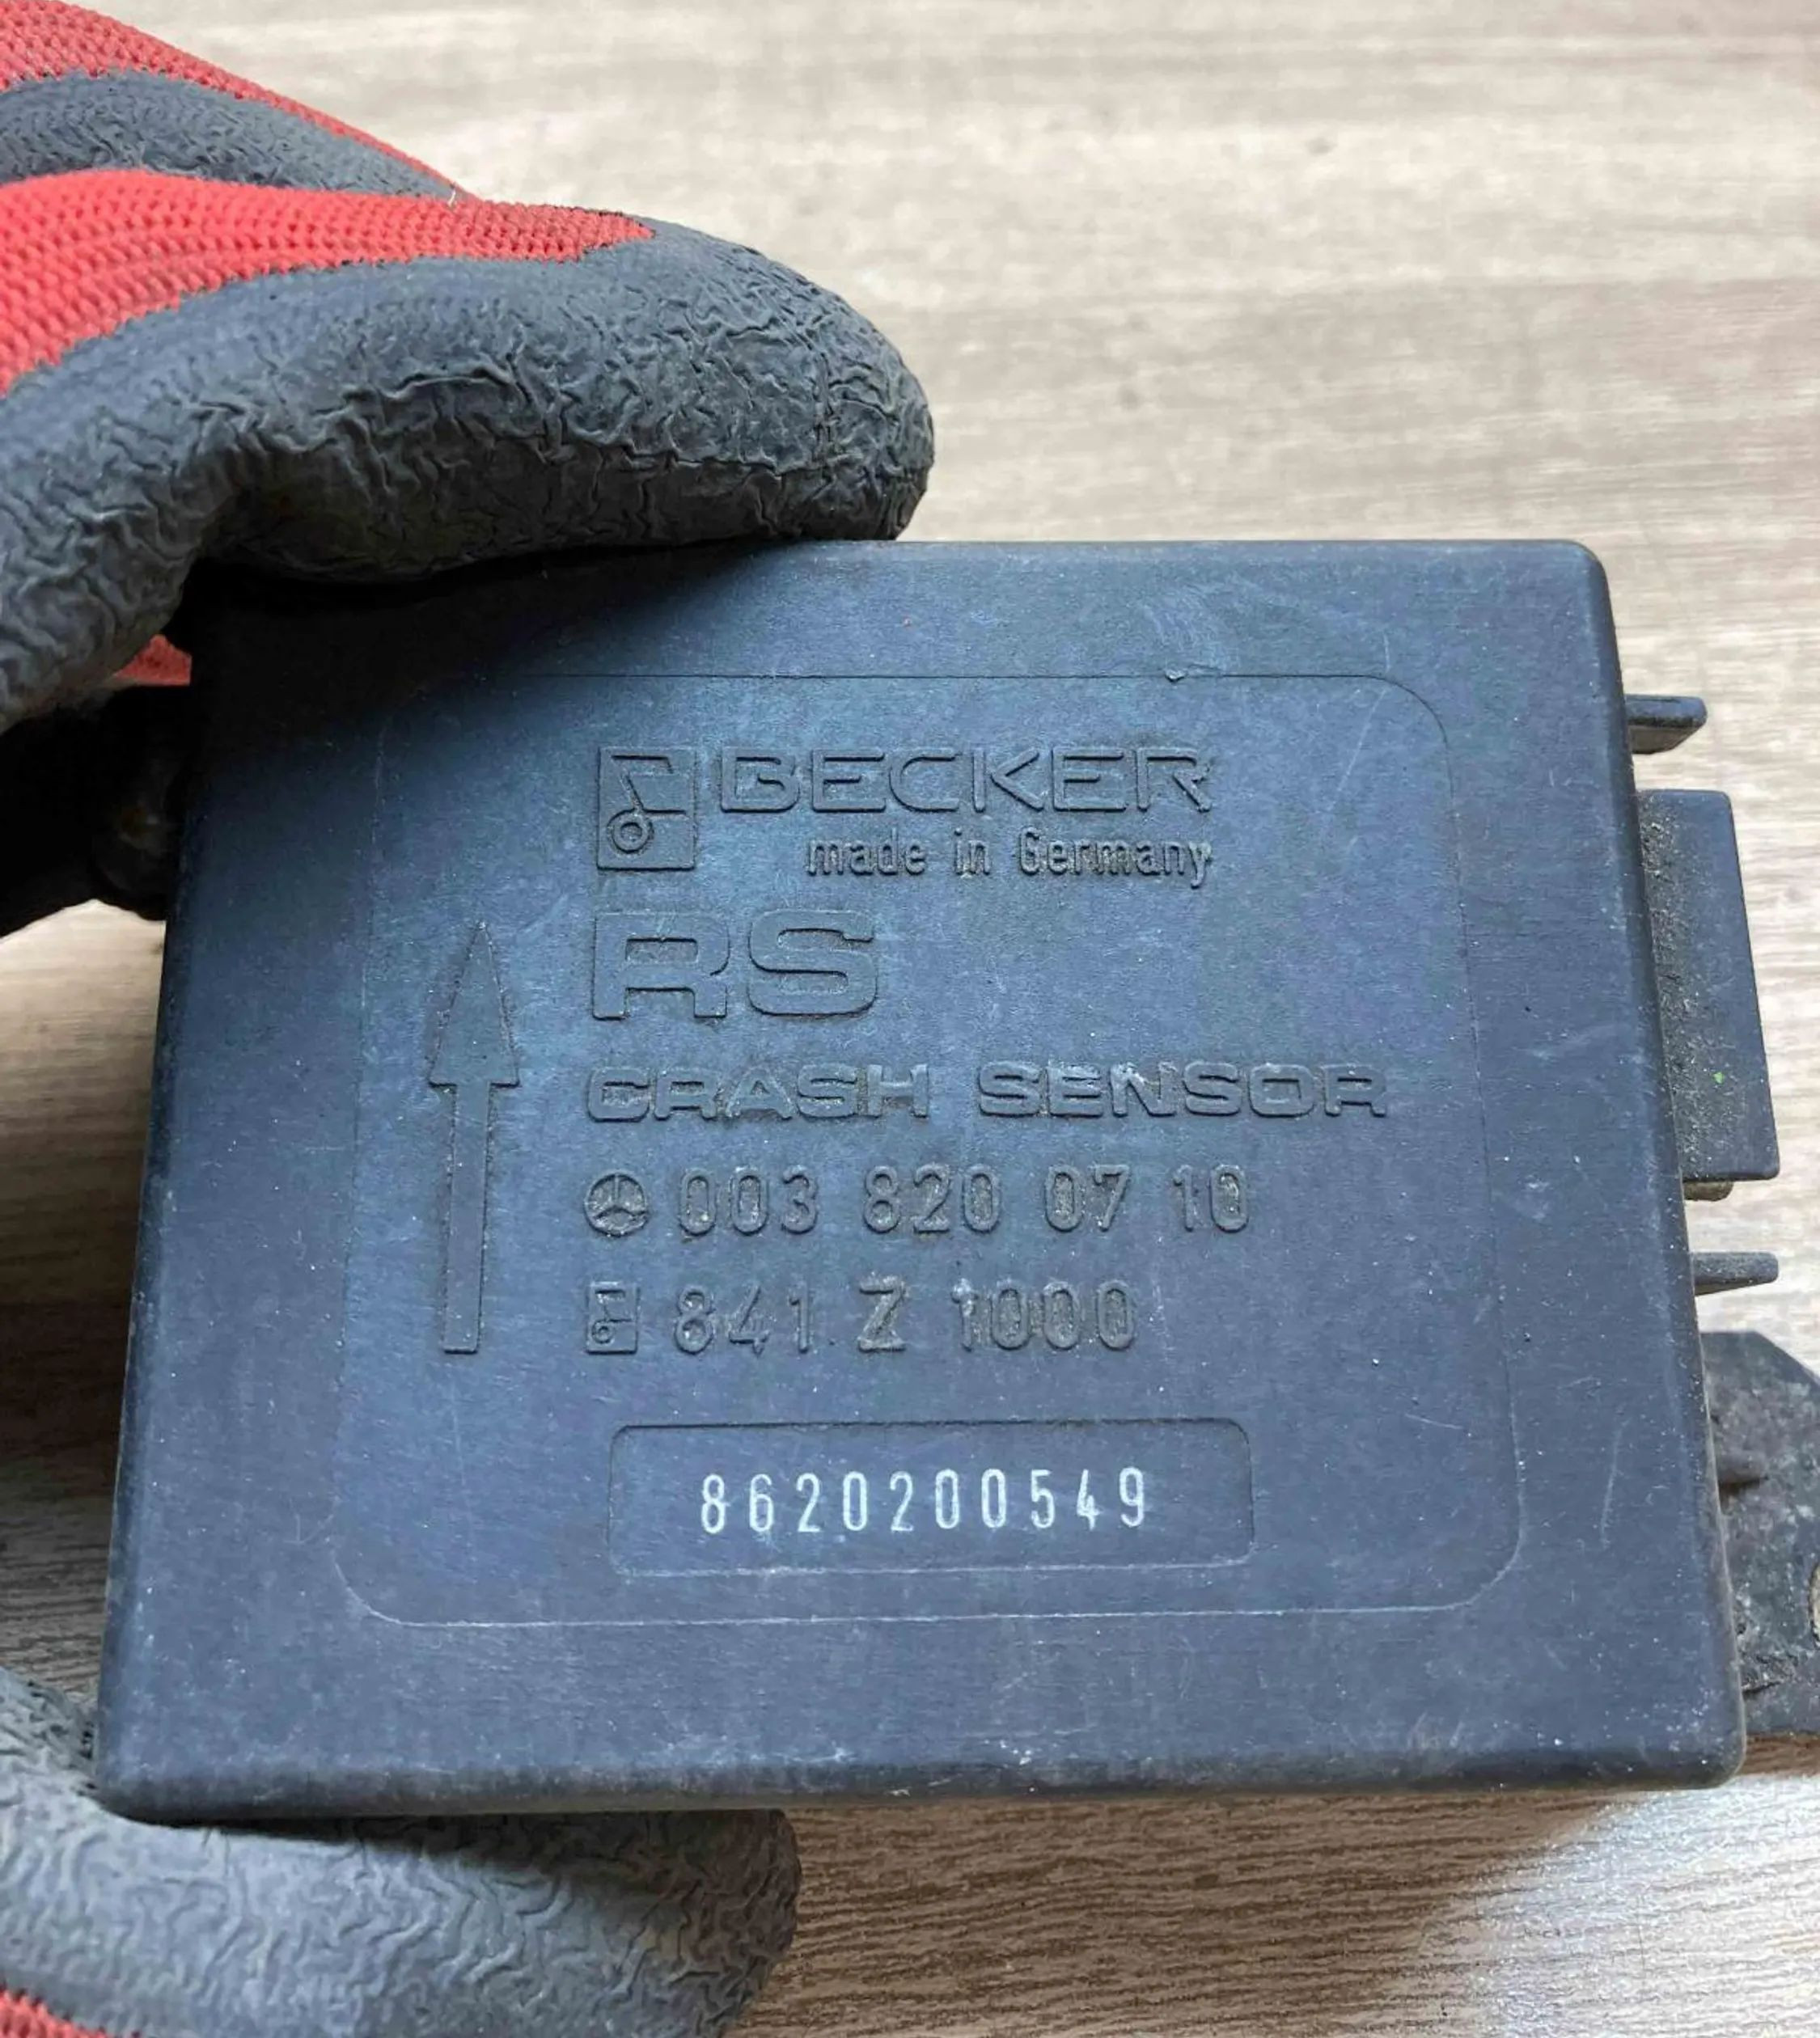 BECKER
made in Germany
RS
CRASH SENSOR
003 820 07 10
841 Z 1000
8620200549